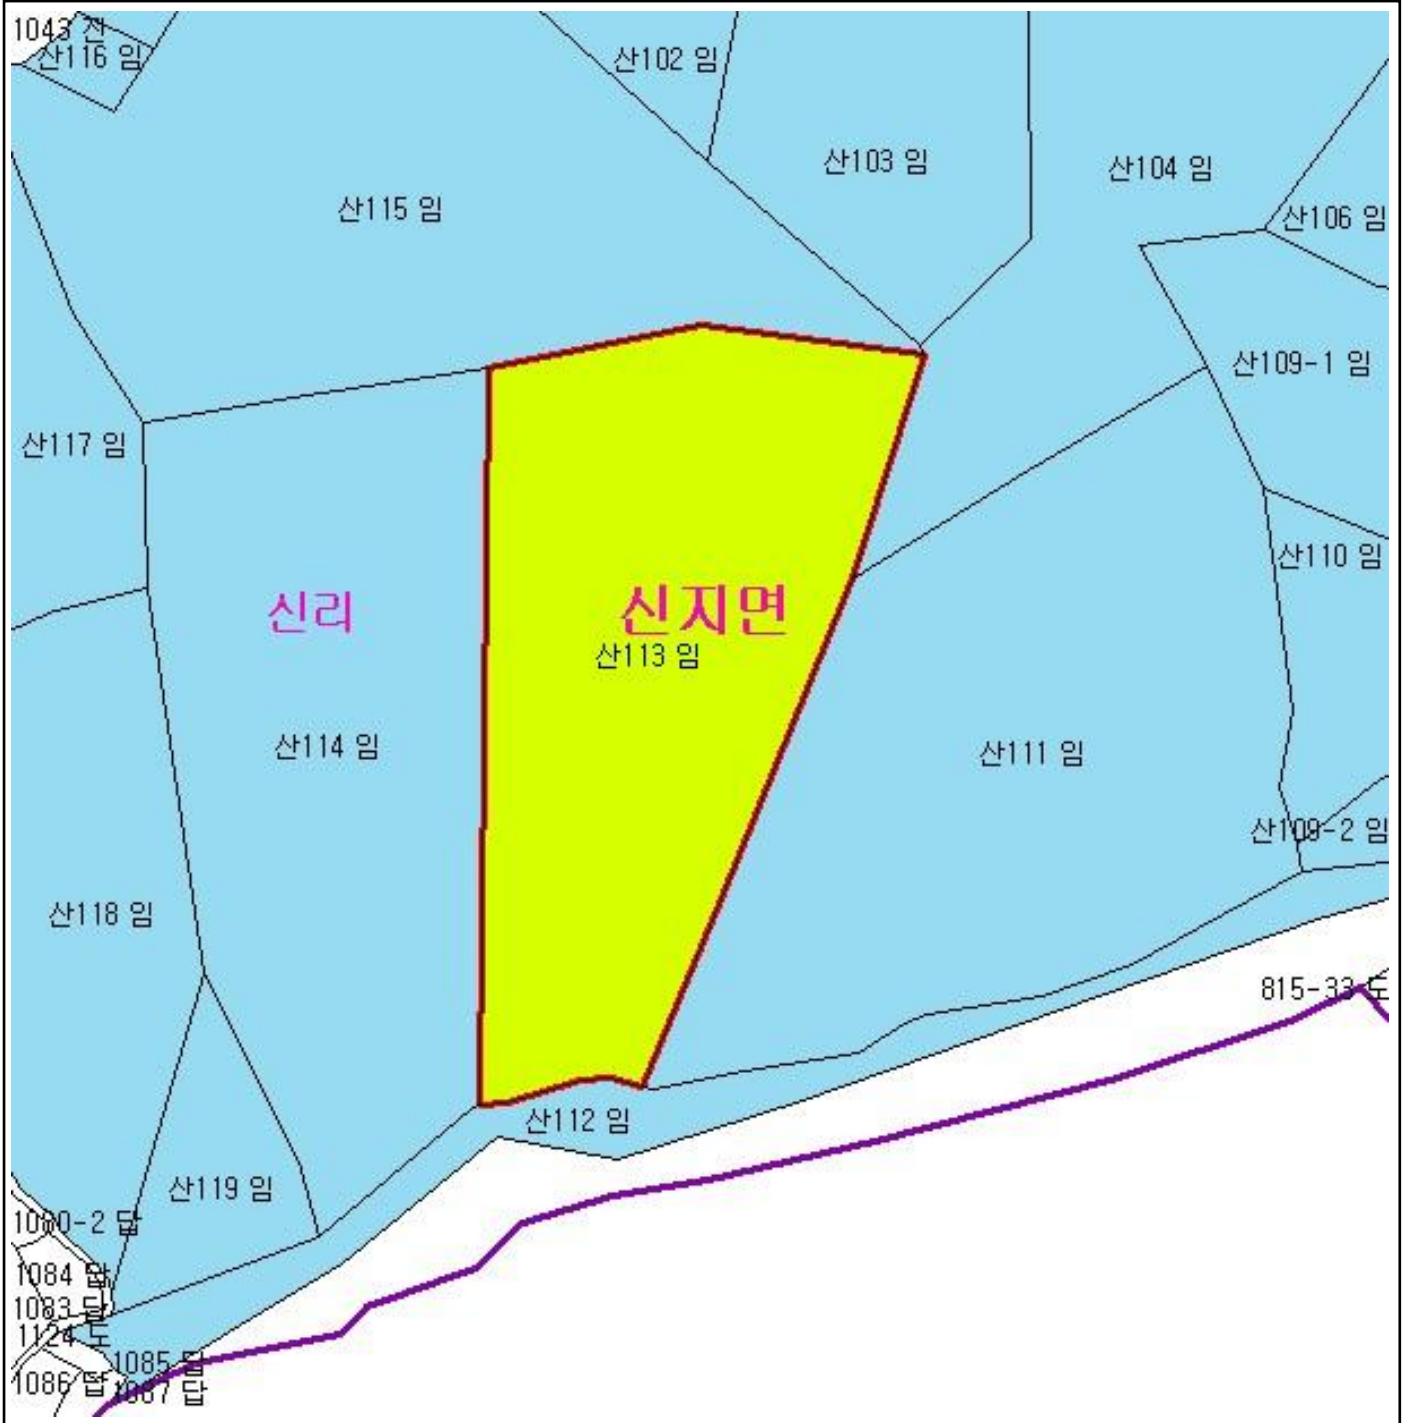 1043 전
산116 임
산102 임
산103 임
산104 임
산115 임
산106 임
산109-1 임
산117 임
산110 임
신리
신지면
산113 임
산114 임
산111 임
산109-2 임
산118 임
815-33 도
산112 임
산119 임
1080-2 답
1084 답
1083 답
1124 도
1085 답
1086 답
1087 답